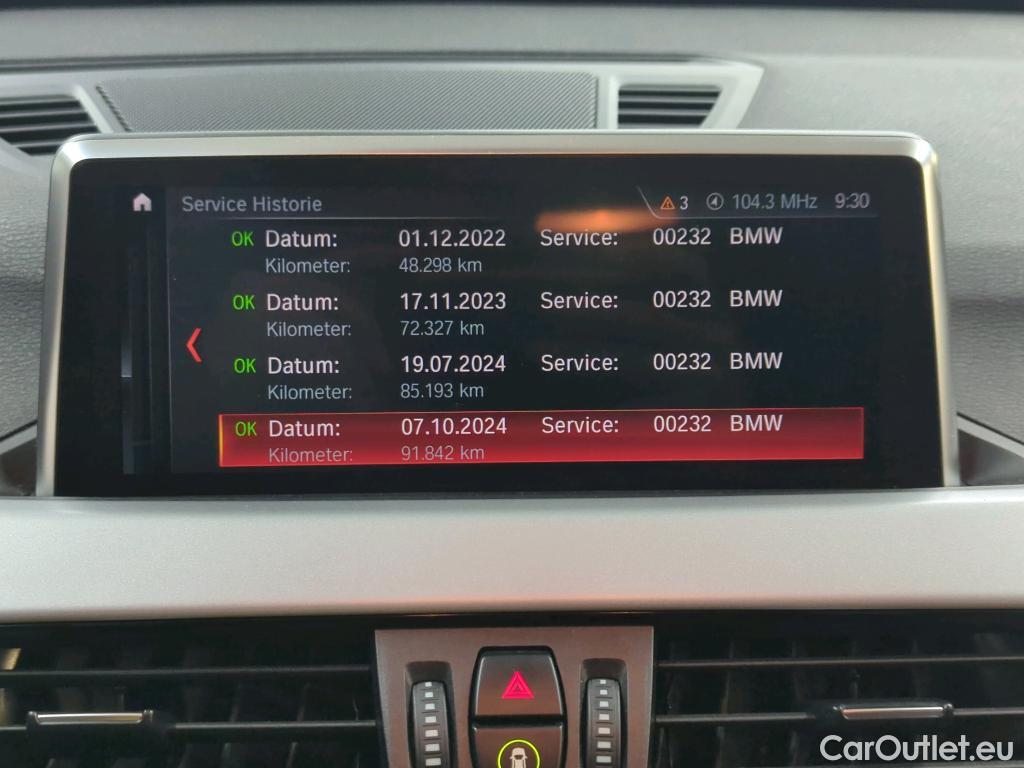 Service Historie 3 104.3 MHz 9:30
OK Datum: 01.12.2022 Service: 00232 BMW
Kilometer: 48.298 km
OK Datum: 17.11.2023 Service: 00232 BMW
Kilometer: 72.327 km
OK Datum: 19.07.2024 Service: 00232 BMW
Kilometer: 85.193 km
OK Datum: 07.10.2024 Service: 00232 BMW
Kilometer: 91.842 km
CarOutlet.eu